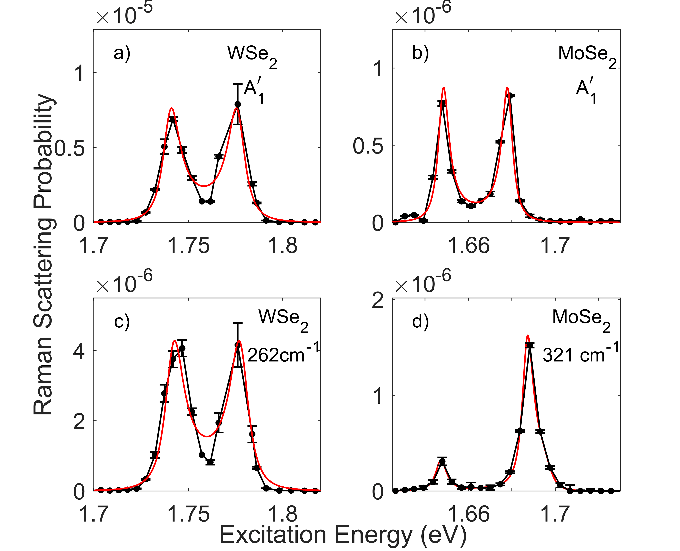 ×10⁻⁵
a)
WSe₂
A₁′
1
0.5
0
1.7
1.75
1.8
×10⁻⁶
b)
MoSe₂
A₁′
1
0.5
0
1.66
1.7
Raman Scattering Probability
×10⁻⁶
c)
WSe₂
262cm⁻¹
4
2
0
1.7
1.75
1.8
×10⁻⁶
d)
MoSe₂
321 cm⁻¹
2
1
0
1.66
1.7
Excitation Energy (eV)